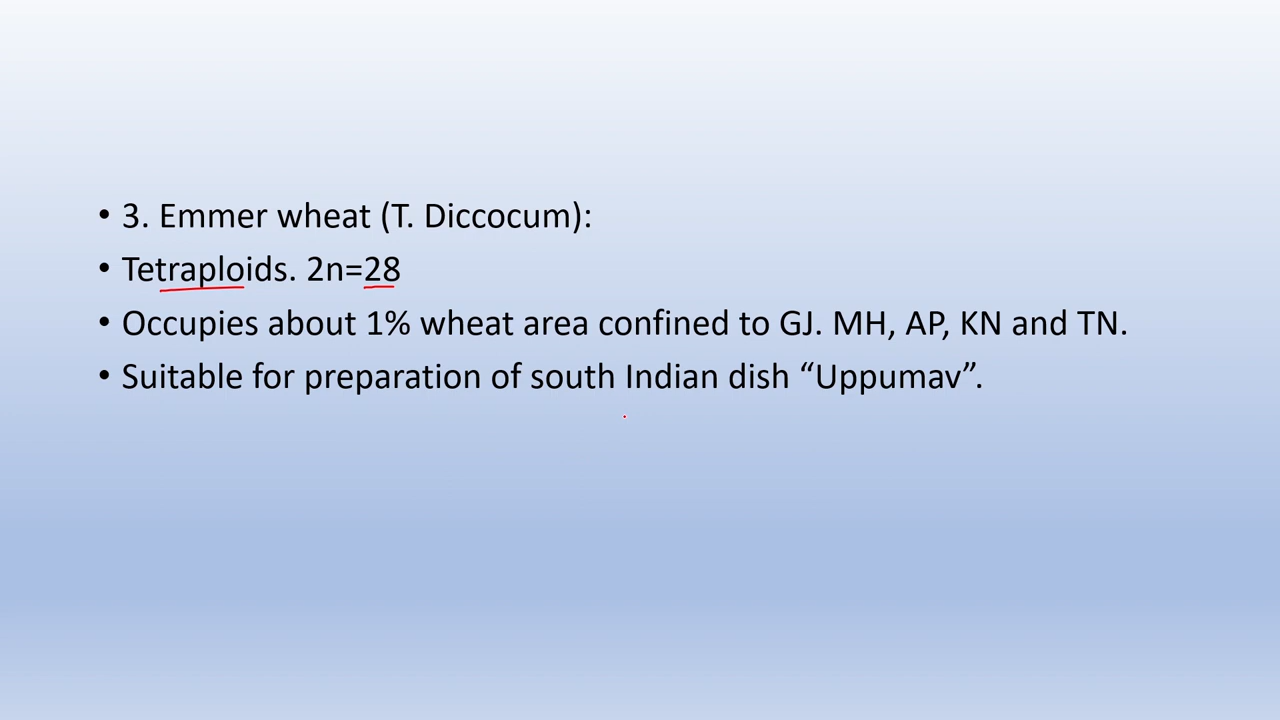 • 3. Emmer wheat (T. Diccocum):
• Tetraploids. 2n=28
• Occupies about 1% wheat area confined to GJ. MH, AP, KN and TN.
• Suitable for preparation of south Indian dish “Uppumav”.